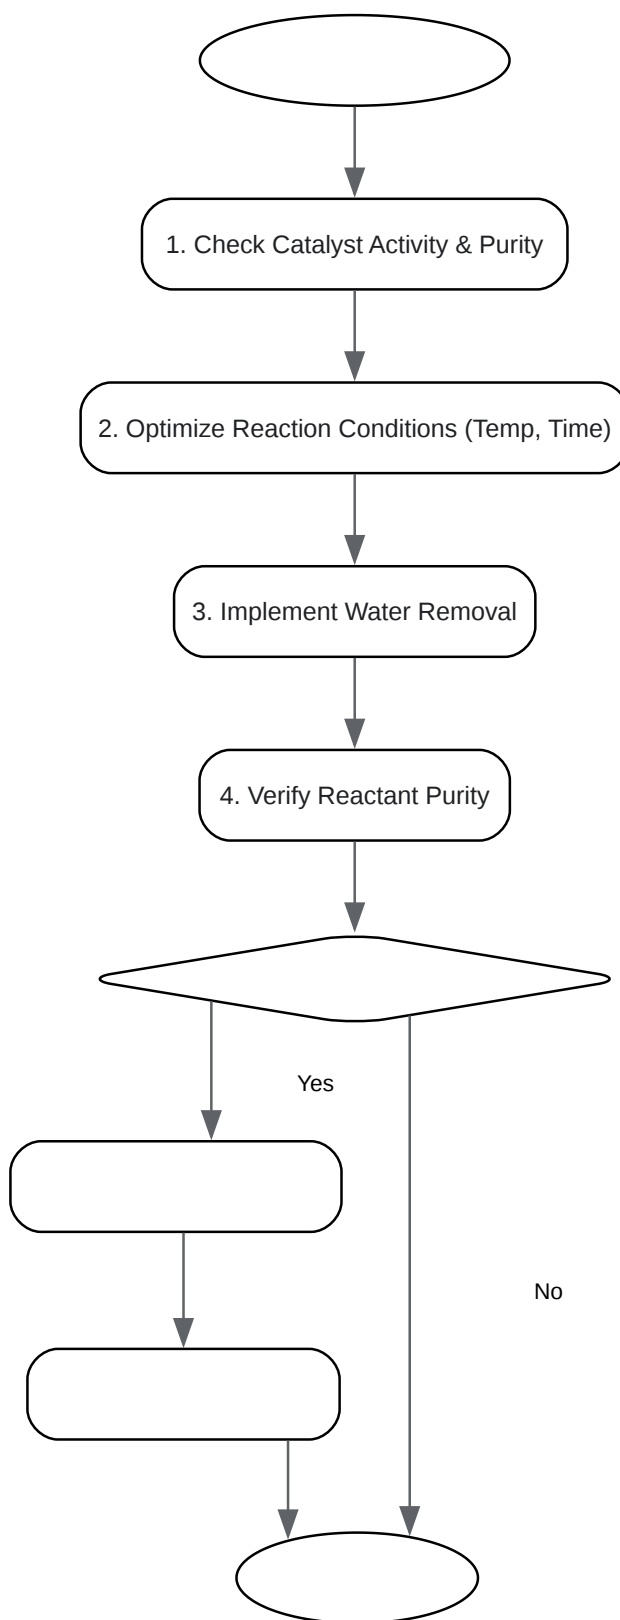 1. Check Catalyst Activity & Purity
2. Optimize Reaction Conditions (Temp, Time)
3. Implement Water Removal
4. Verify Reactant Purity
Yes
No